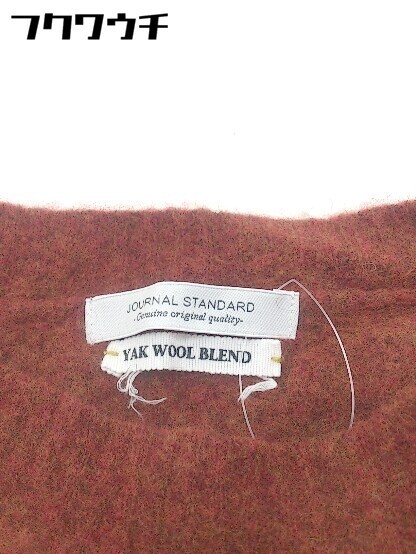 フクワウチ
JOURNAL STANDARD
-Genuine original quality-
YAK WOOL BLEND